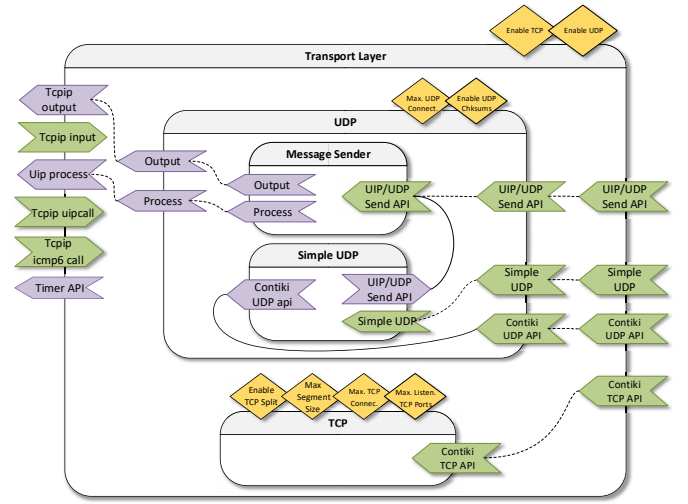 Enable TCP
Enable UDP
Transport Layer
Tcpip
output
Tcpip input
Uip process
Tcpip uipcall
Tcpip
icmp6 call
Timer API
Max. UDP
Connect.
Enable UDP
Chksums
UDP
Output
Process
Message Sender
Output
Process
UIP/UDP
Send API
UIP/UDP
Send API
UIP/UDP
Send API
Simple UDP
Contiki
UDP api
UIP/UDP
Send API
Simple UDP
Simple
UDP
Simple
UDP
Contiki
UDP API
Contiki
UDP API
Contiki
TCP API
Enable
TCP Split
Max
Segment
Size
Max. TCP
Connec.
Max. Listen.
TCP Ports
TCP
Contiki
TCP API